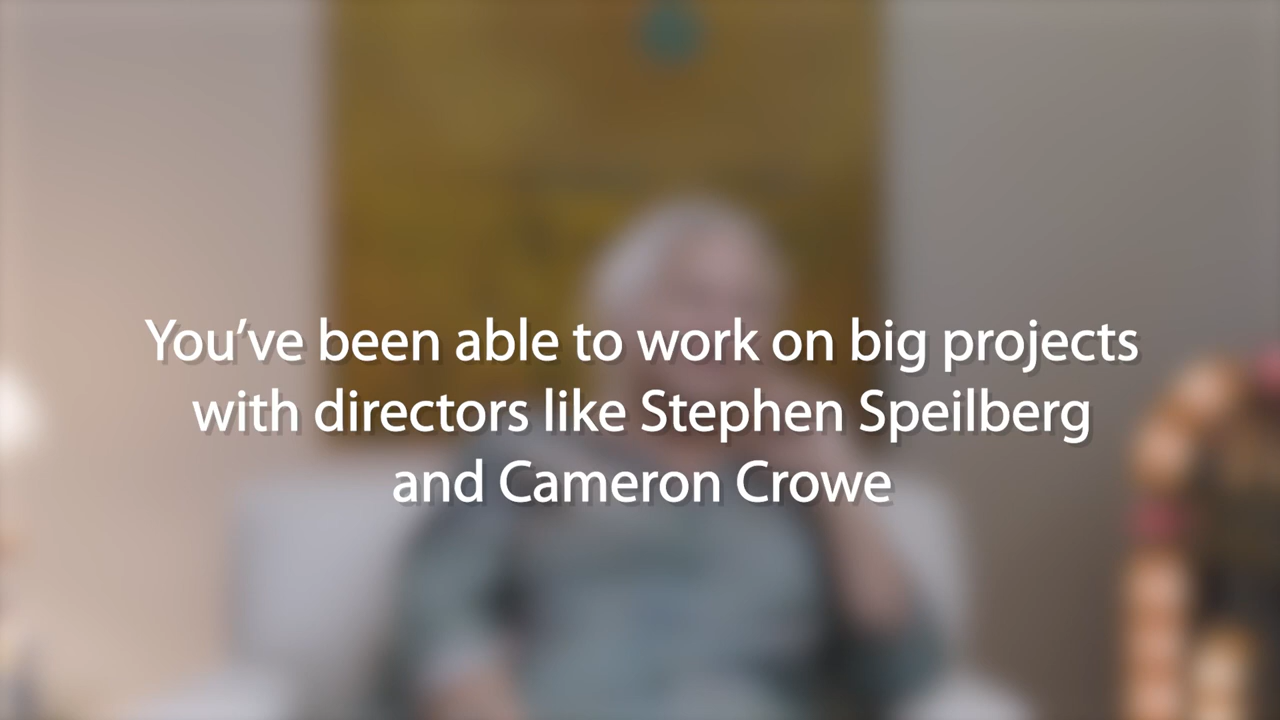 You’ve been able to work on big projects
with directors like Stephen Speilberg
and Cameron Crowe